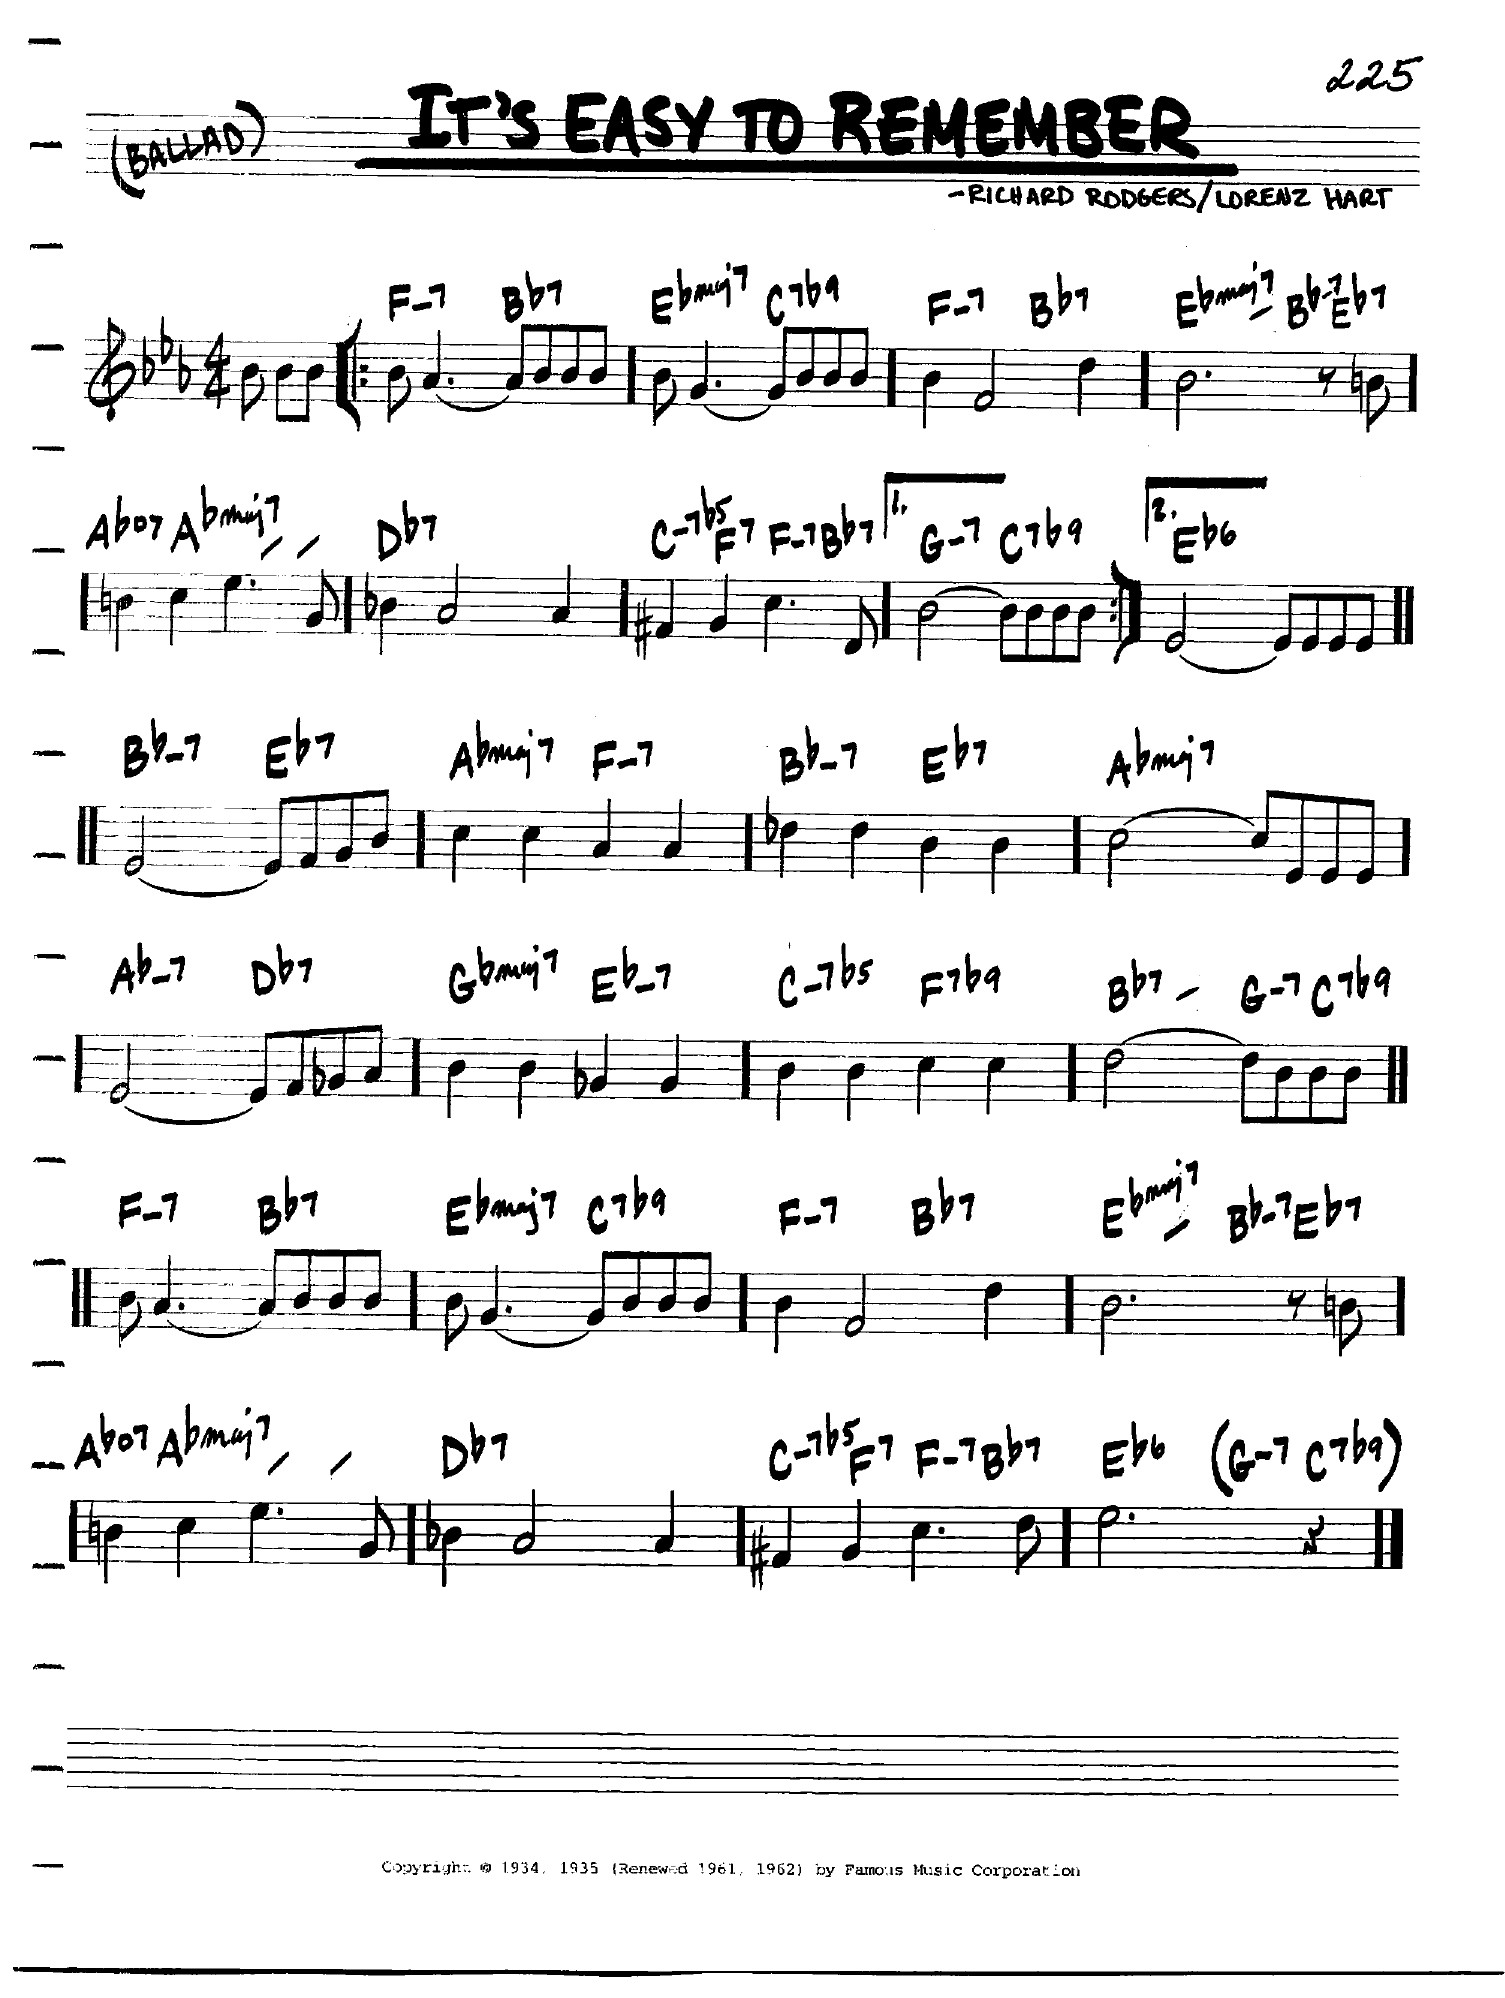 225
(BALLAD)
IT'S EASY TO REMEMBER
-RICHARD RODGERS/LORENZ HART
F-7 Bb7 Ebmaj7 C7b9 F-7 Bb7 Ebmaj7 Bb-7 Eb7
4
4
Abo7 Abmaj7 Db7 C-7b5 F7 F-7 Bb7 1. G-7 C7b9 2. Eb6
Bb-7 Eb7 Abmaj7 F-7 Bb-7 Eb7 Abmaj7
Ab-7 Db7 Gbmaj7 Eb-7 C-7b5 F7b9 Bb7 G-7 C7b9
F-7 Bb7 Ebmaj7 C7b9 F-7 Bb7 Ebmaj7 Bb-7 Eb7
Abo7 Abmaj7 Db7 C-7b5 F7 F-7 Bb7 Eb6 (G-7 C7b9)
Copyright © 1934, 1935 (Renewed 1961, 1962) by Famous Music Corporation